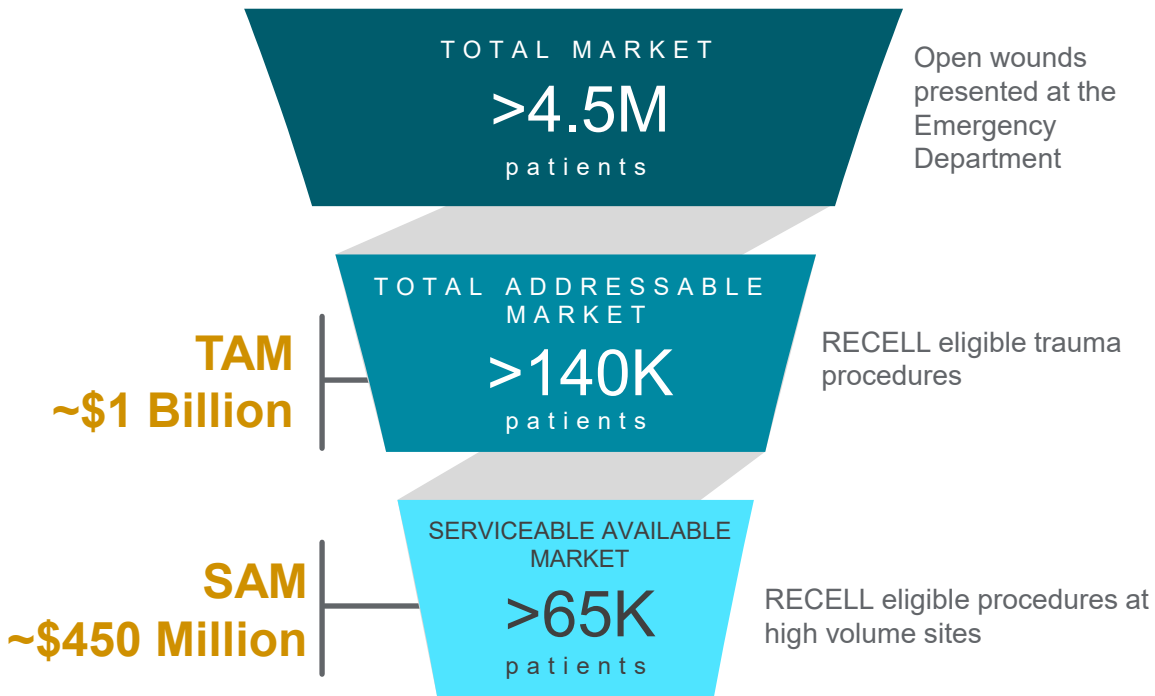 TOTAL MARKET
>4.5M
patients
Open wounds
presented at the
Emergency
Department
TOTAL ADDRESSABLE
MARKET
>140K
patients
TAM
~$1 Billion
RECELL eligible trauma
procedures
SERVICEABLE AVAILABLE
MARKET
>65K
patients
SAM
~$450 Million
RECELL eligible procedures at
high volume sites